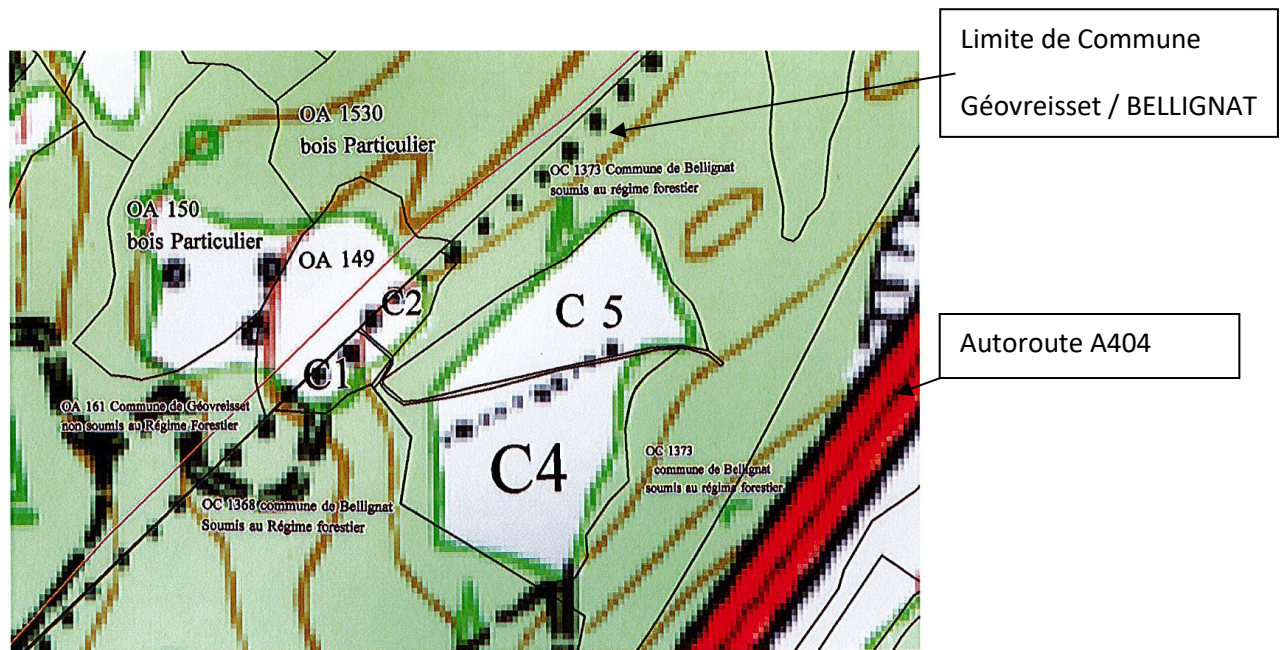 Limite de Commune
Géovreisset / BELLIGNAT
OA 1530
bois Particulier
OC 1373 Commune de Bellignat
soumis au régime forestier
OA 150
bois Particulier
OA 149
C2
C 5
C1
Autoroute A404
OA 161 Commune de Géovreisset
non soumis au Régime Forestier
C4
OC 1373
commune de Bellignat
soumis au régime forestier
OC 1368 commune de Bellignat
Soumis au Régime forestier